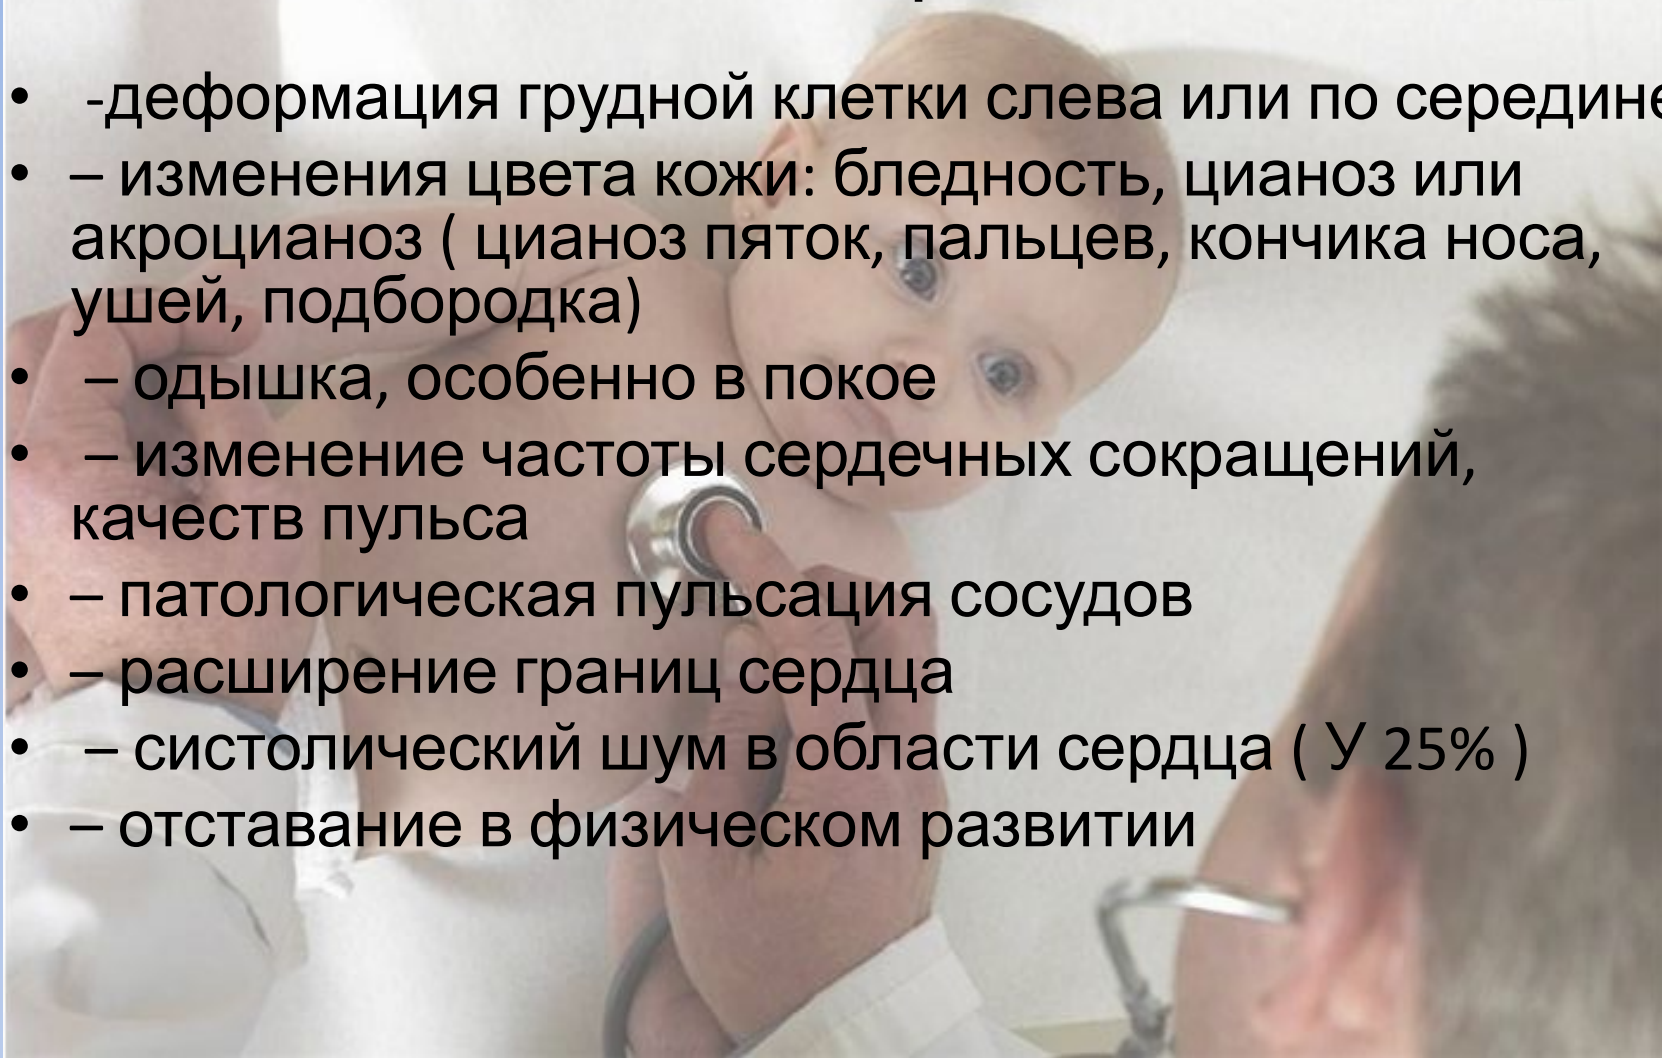 • -деформация грудной клетки слева или по середине
• – изменения цвета кожи: бледность, цианоз или
акроцианоз ( цианоз пяток, пальцев, кончика носа,
ушей, подбородка)
• – одышка, особенно в покое
• – изменение частоты сердечных сокращений,
качеств пульса
• – патологическая пульсация сосудов
• – расширение границ сердца
• – систолический шум в области сердца ( У 25% )
• – отставание в физическом развитии